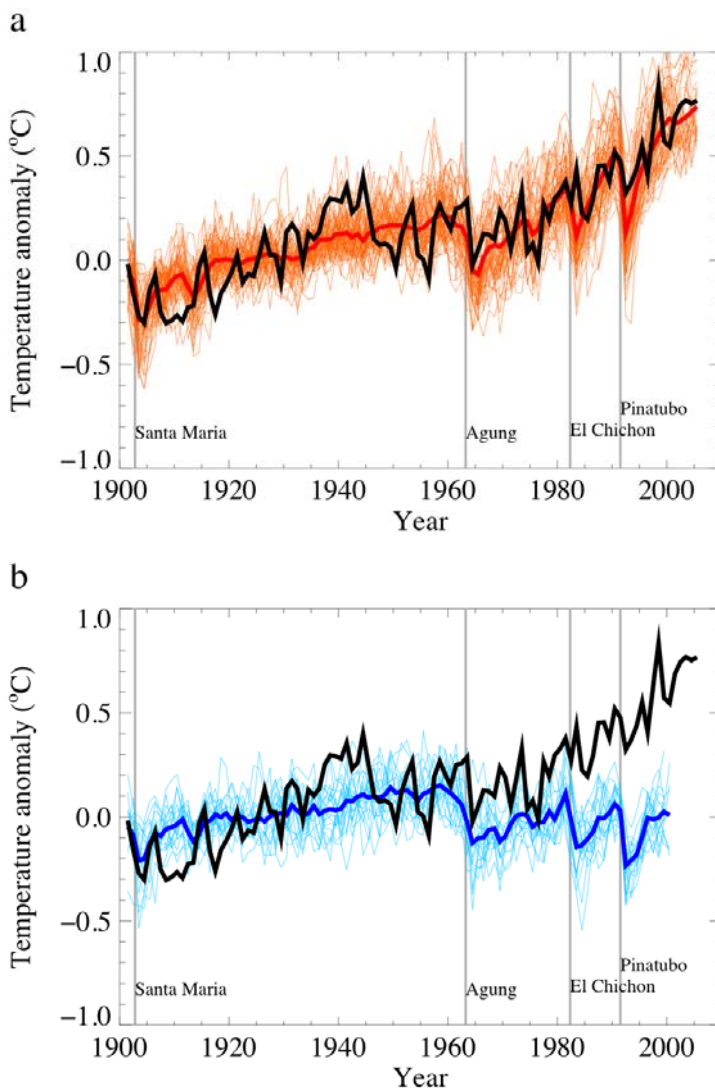 a
1.0
0.5
0.0
−0.5
−1.0
Temperature anomaly (ºC)
Santa Maria
Agung
El Chichon
Pinatubo
1900 1920 1940 1960 1980 2000
Year
b
1.0
0.5
0.0
−0.5
−1.0
Temperature anomaly (ºC)
Santa Maria
Agung
El Chichon
Pinatubo
1900 1920 1940 1960 1980 2000
Year